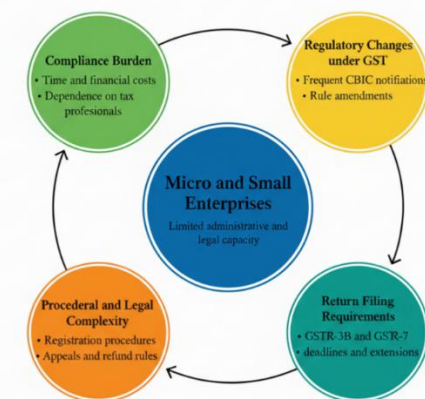 Compliance Burden
• Time and financial costs
• Dependence on tax
profesionals
Regulatory Changes
under GST
• Frequent CBIC notifiations
• Rule amendments
Micro and Small
Enterprises
Limited administrative and
legal capacity
Procederal and Legal
Complexity
• Registration procedures
• Appeals and refund rules
Return Filing
Requirements
• GSTR-3B and GSTR-7
• deadlines and extensions